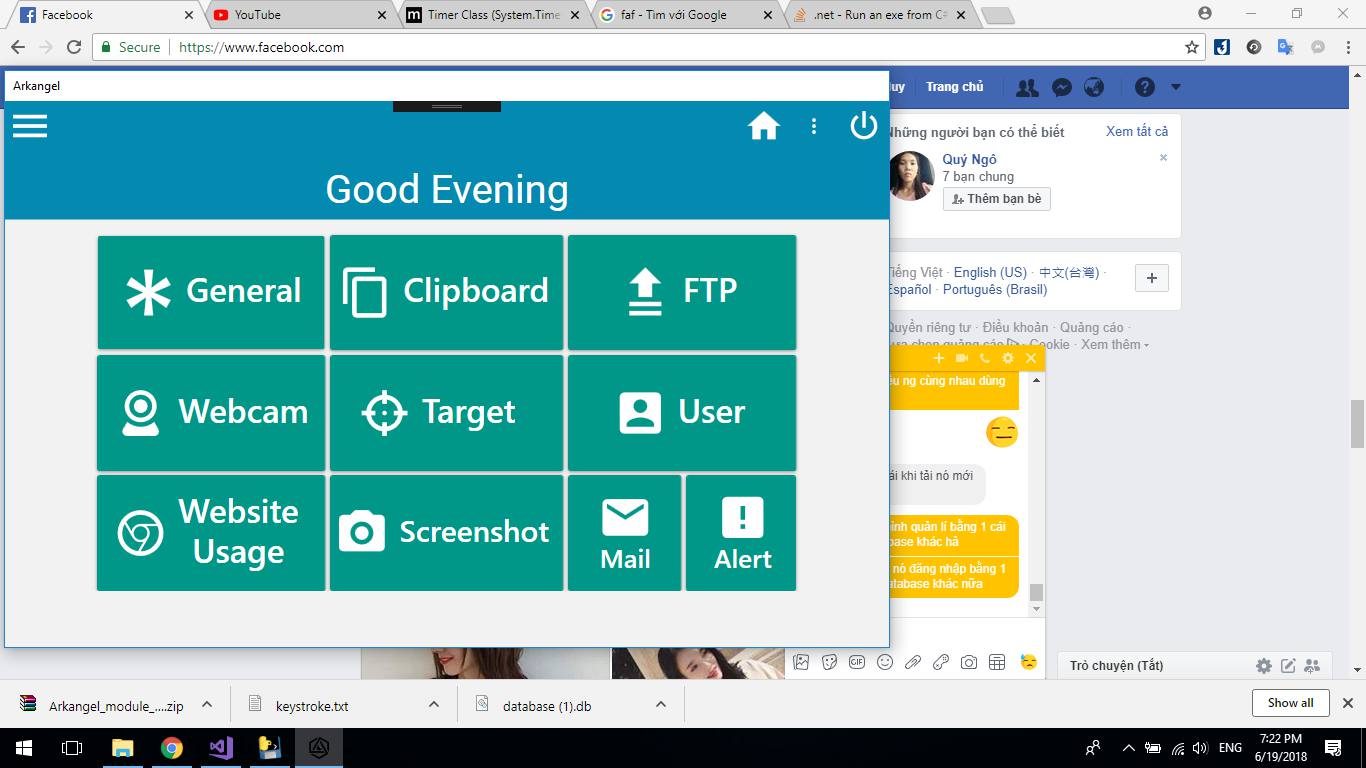 Facebook
YouTube
Timer Class (System.Time
faf - Tìm với Google
.net - Run an exe from C#
Secure
https://www.facebook.com
Arkangel
Trang chủ
Good Evening
General
Clipboard
FTP
Webcam
Target
User
Website
Usage
Screenshot
Mail
Alert
Những người bạn có thể biết
Xem tất cả
Quý Ngô
7 bạn chung
Thêm bạn bè
Tiếng Việt · English (US) · 中文(台灣) ·
Español · Português (Brasil)
Quyền riêng tư · Điều khoản · Quảng cáo ·
chọn quảng cáo · Cookie · Xem thêm
ng cùng nhau dùng
khi tải nó mới
quản lí bằng 1 cái
base khác hả
nó đăng nhập bằng 1
database khác nữa
GIF
Trò chuyện (Tắt)
Arkangel_module_....zip
keystroke.txt
database (1).db
Show all
ENG
7:22 PM
6/19/2018